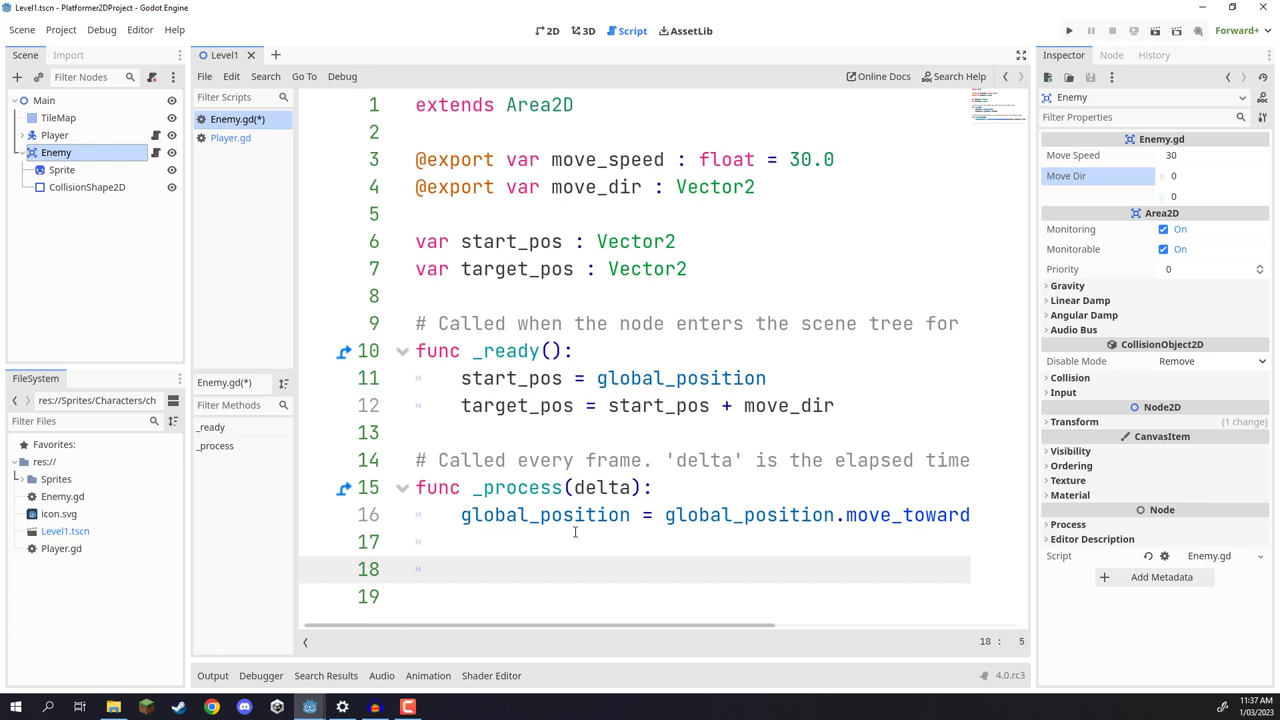 Level1.tscn - Platformer2DProject - Godot Engine
Scene Project Debug Editor Help
2D 3D Script AssetLib
Forward+
Scene Import
Filter Nodes
Main
TileMap
Player
Enemy
Sprite
CollisionShape2D
FileSystem
res://Sprites/Characters/ch
Filter Files
Favorites:
res://
Sprites
Enemy.gd
icon.svg
Level1.tscn
Player.gd
Level1
File Edit Search Go To Debug
Online Docs Search Help
Filter Scripts
Enemy.gd(*)
Player.gd
Enemy.gd(*)
Filter Methods
_ready
_process
1 extends Area2D
2
3 @export var move_speed : float = 30.0
4 @export var move_dir : Vector2
5
6 var start_pos : Vector2
7 var target_pos : Vector2
8
9 # Called when the node enters the scene tree for
10 func _ready():
11 start_pos = global_position
12 target_pos = start_pos + move_dir
13
14 # Called every frame. 'delta' is the elapsed time
15 func _process(delta):
16 global_position = global_position.move_toward
17
18
19
18 : 5
Output Debugger Search Results Audio Animation Shader Editor
4.0.rc3
Inspector Node History
Enemy
Filter Properties
Enemy.gd
Move Speed 30
Move Dir x 0
y 0
Area2D
Monitoring On
Monitorable On
Priority 0
Gravity
Linear Damp
Angular Damp
Audio Bus
CollisionObject2D
Disable Mode Remove
Collision
Input
Node2D
Transform (1 change)
CanvasItem
Visibility
Ordering
Texture
Material
Node
Process
Editor Description
Script Enemy.gd
Add Metadata
11:37 AM
1/03/2023